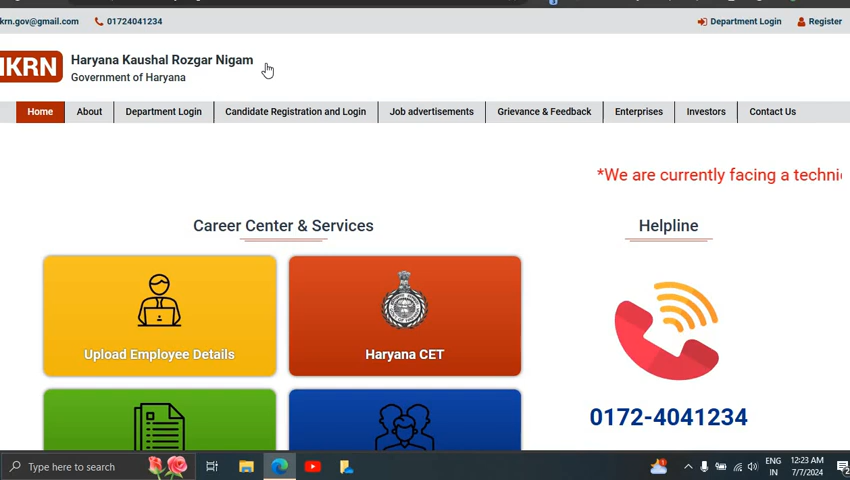 krn.gov@gmail.com 01724041234 Department Login Register
HKRN
Haryana Kaushal Rozgar Nigam
Government of Haryana
Home About Department Login Candidate Registration and Login Job advertisements Grievance & Feedback Enterprises Investors Contact Us
*We are currently facing a techni
Career Center & Services
Helpline
Upload Employee Details
Haryana CET
0172-4041234
Type here to search
ENG
IN
12:23 AM
7/7/2024